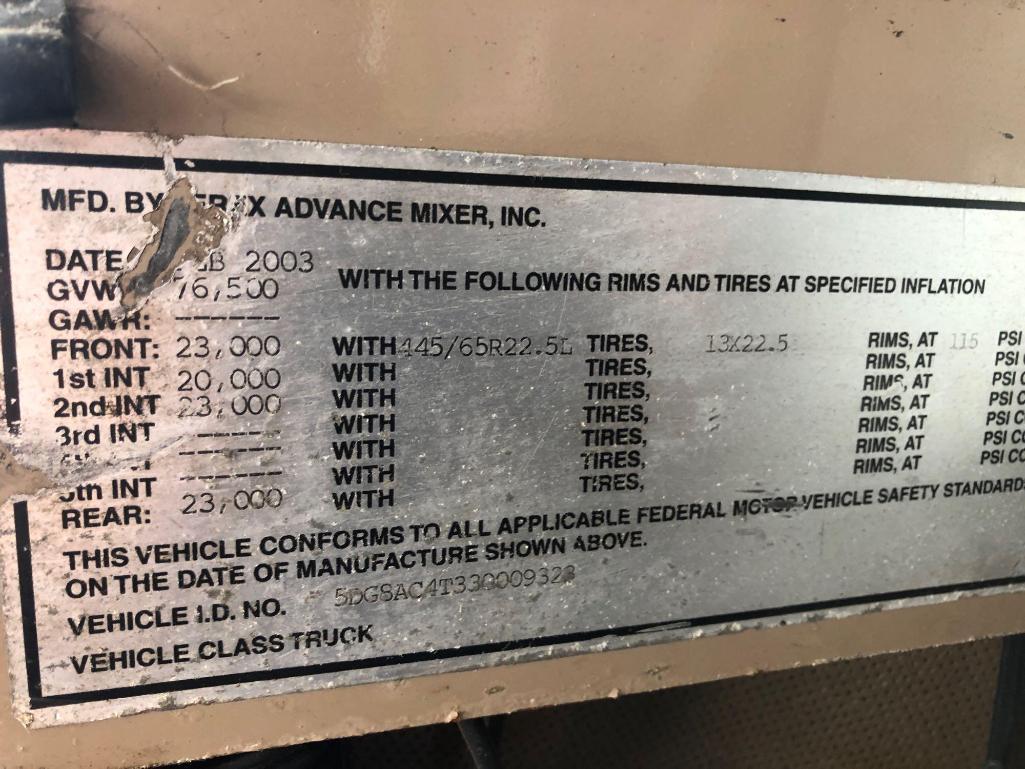 MFD. BY TEREX ADVANCE MIXER, INC.
DATE FEB 2003
GVWR 76,500 WITH THE FOLLOWING RIMS AND TIRES AT SPECIFIED INFLATION
GAWR: ------
FRONT: 23,000 WITH 445/65R22.5L TIRES, 13X22.5 RIMS, AT 115 PSI
1st INT 20,000 WITH TIRES, RIMS, AT PSI
2nd INT 23,000 WITH TIRES, RIMS, AT PSI
3rd INT ------ WITH TIRES, RIMS, AT PSI
------ WITH TIRES, RIMS, AT PSI
5th INT ------ WITH TIRES, RIMS, AT PSI
REAR: 23,000 WITH TIRES,
THIS VEHICLE CONFORMS TO ALL APPLICABLE FEDERAL MOTOR VEHICLE SAFETY STANDARDS
ON THE DATE OF MANUFACTURE SHOWN ABOVE.
VEHICLE I.D. NO. 5DG8AC4T330009323
VEHICLE CLASS TRUCK